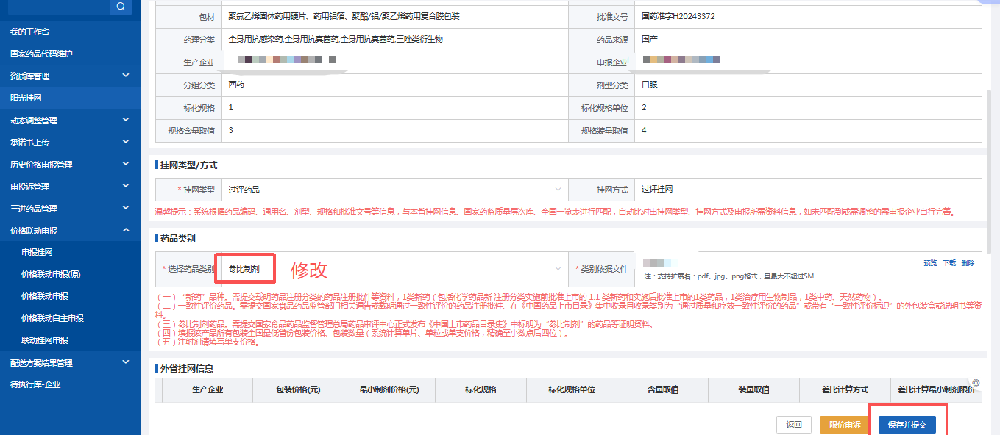 我的工作台
国家药品代码维护
资质库管理
阳光挂网
动态调整管理
承诺书上传
历史价格申报管理
申投诉管理
三进药品管理
价格联动申报
申报挂网
价格联动申报(原)
价格联动申报
价格联动自主申报
联动挂网申报
配送方案结果管理
待执行库-企业
包材 聚氯乙烯固体药用硬片、药用铝箔、聚酯/铝/聚乙烯药用复合膜包装 批准文号 国药准字H20243372
药理分类 全身用抗感染药,全身用抗真菌药,全身用抗真菌药,三唑类衍生物 药品来源 国产
生产企业 申报企业
分组分类 西药 剂型分类 口服
标化规格 1 标化规格单位 2
规格含量取值 3 规格装量取值 4
挂网类型/方式
* 挂网类型 过评药品 挂网方式 过评挂网
温馨提示：系统根据药品编码、通用名、剂型、规格和批准文号等信息，与本省挂网信息、国家药监质量层次库、全国一览表进行匹配，自动比对出挂网类型、挂网方式及申报所需资料信息，如未匹配到或需调整的需申报企业自行完善。
药品类别
* 选择药品类别 参比制剂 修改 * 类别依据文件 预览 下载 删除
注：支持扩展名：pdf、jpg、png格式，且最大不超过5M
（一）“新药”品种。需提交载明药品注册分类的药品注册批件等资料，1类新药（包括化学药品新 注册分类实施前批准上市的 1.1 类新药和实施后批准上市的1类药品，1类治疗用生物制品，1类中药、天然药物）。
（二）一致性评价药品。需提交国家食品药品监管部门相关通告或载明通过一致性评价的药品注册批件、在《中国药品上市目录》集中收录且收录类别为“通过质量和疗效一致性评价的药品”或带有“一致性评价标识”的外包装盒或说明书等资
料。
（三）参比制剂药品。需提交国家食品药品监督管理总局药品审评中心正式发布《中国上市药品目录集》中标明为“参比制剂”的药品等证明资料。
（四）填报该产品所有包装全国最低省份包装价格、包装数量（系统计算单片、单粒或单支价格，精确至小数点后四位）。
（五）注射剂请填写单支价格。
外省挂网信息
生产企业 包装价格(元) 最小制剂价格(元) 标化规格 标化规格单位 含量取值 装量取值 差比计算方式 差比计算最小制剂限价
返回 限价申诉 保存并提交